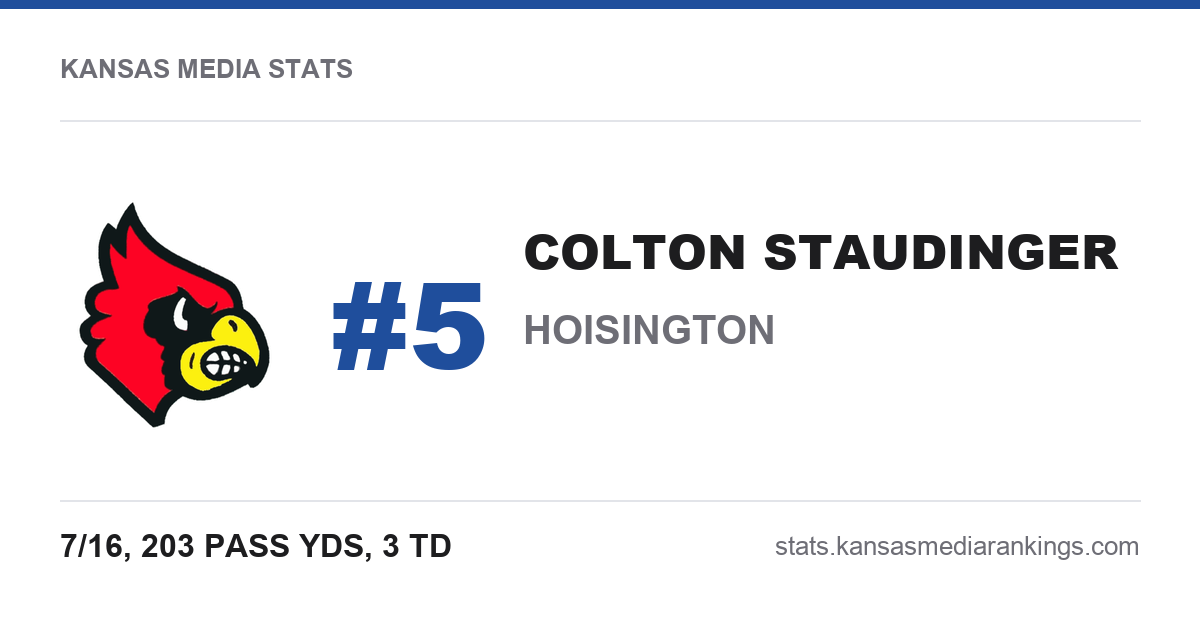 KANSAS MEDIA STATS
#5
COLTON STAUDINGER
HOISINGTON
7/16, 203 PASS YDS, 3 TD
stats.kansasmediarankings.com